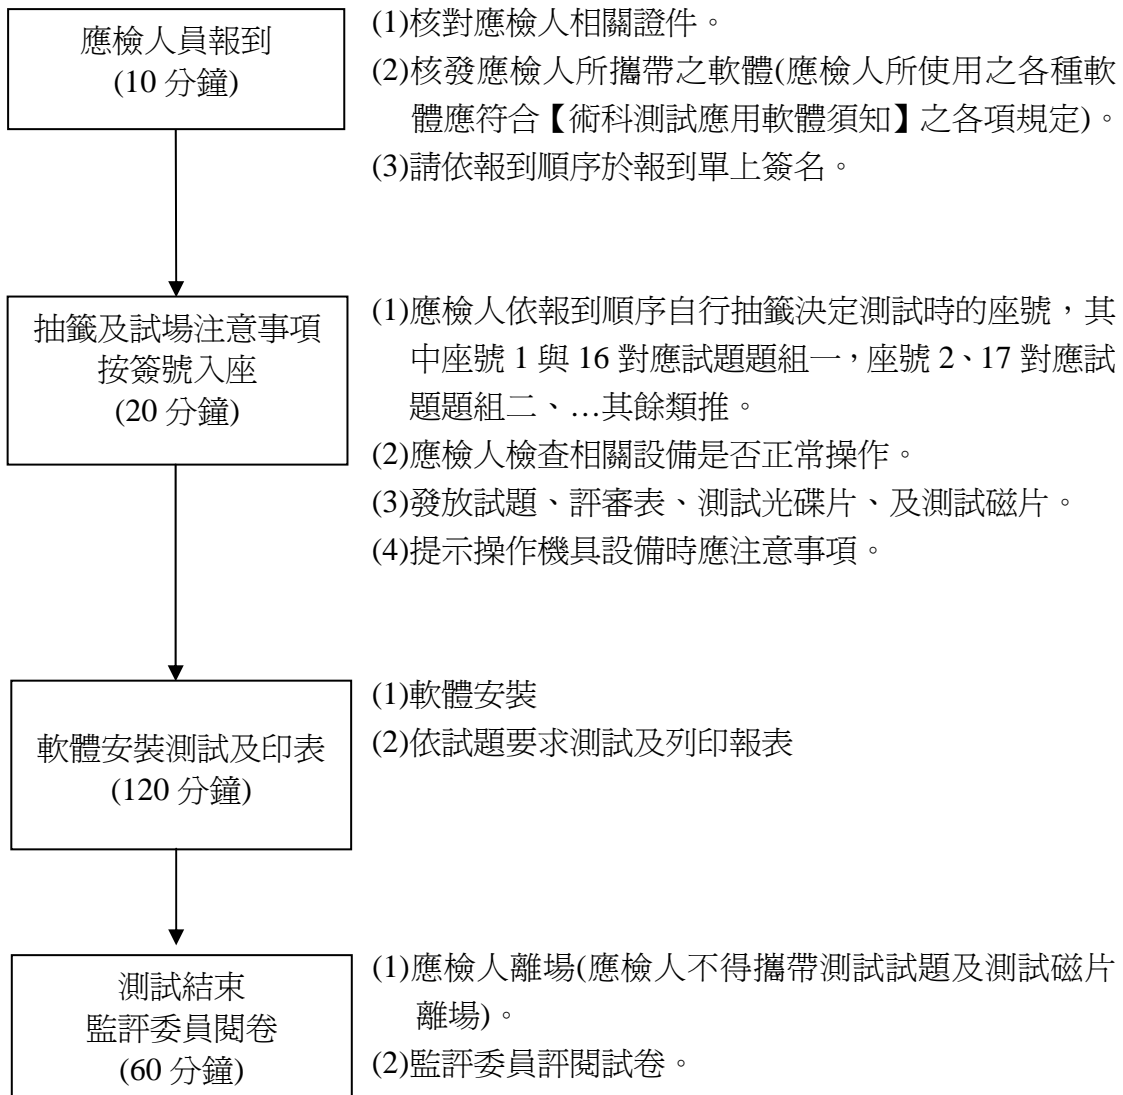 應檢人員報到
(10 分鐘)
(1)核對應檢人相關證件。
(2)核發應檢人所攜帶之軟體(應檢人所使用之各種軟
體應符合【術科測試應用軟體須知】之各項規定)。
(3)請依報到順序於報到單上簽名。
抽籤及試場注意事項
按簽號入座
(20 分鐘)
(1)應檢人依報到順序自行抽籤決定測試時的座號，其
中座號 1 與 16 對應試題題組一，座號 2、17 對應試
題題組二、…其餘類推。
(2)應檢人檢查相關設備是否正常操作。
(3)發放試題、評審表、測試光碟片、及測試磁片。
(4)提示操作機具設備時應注意事項。
軟體安裝測試及印表
(120 分鐘)
(1)軟體安裝
(2)依試題要求測試及列印報表
測試結束
監評委員閱卷
(60 分鐘)
(1)應檢人離場(應檢人不得攜帶測試試題及測試磁片
離場)。
(2)監評委員評閱試卷。